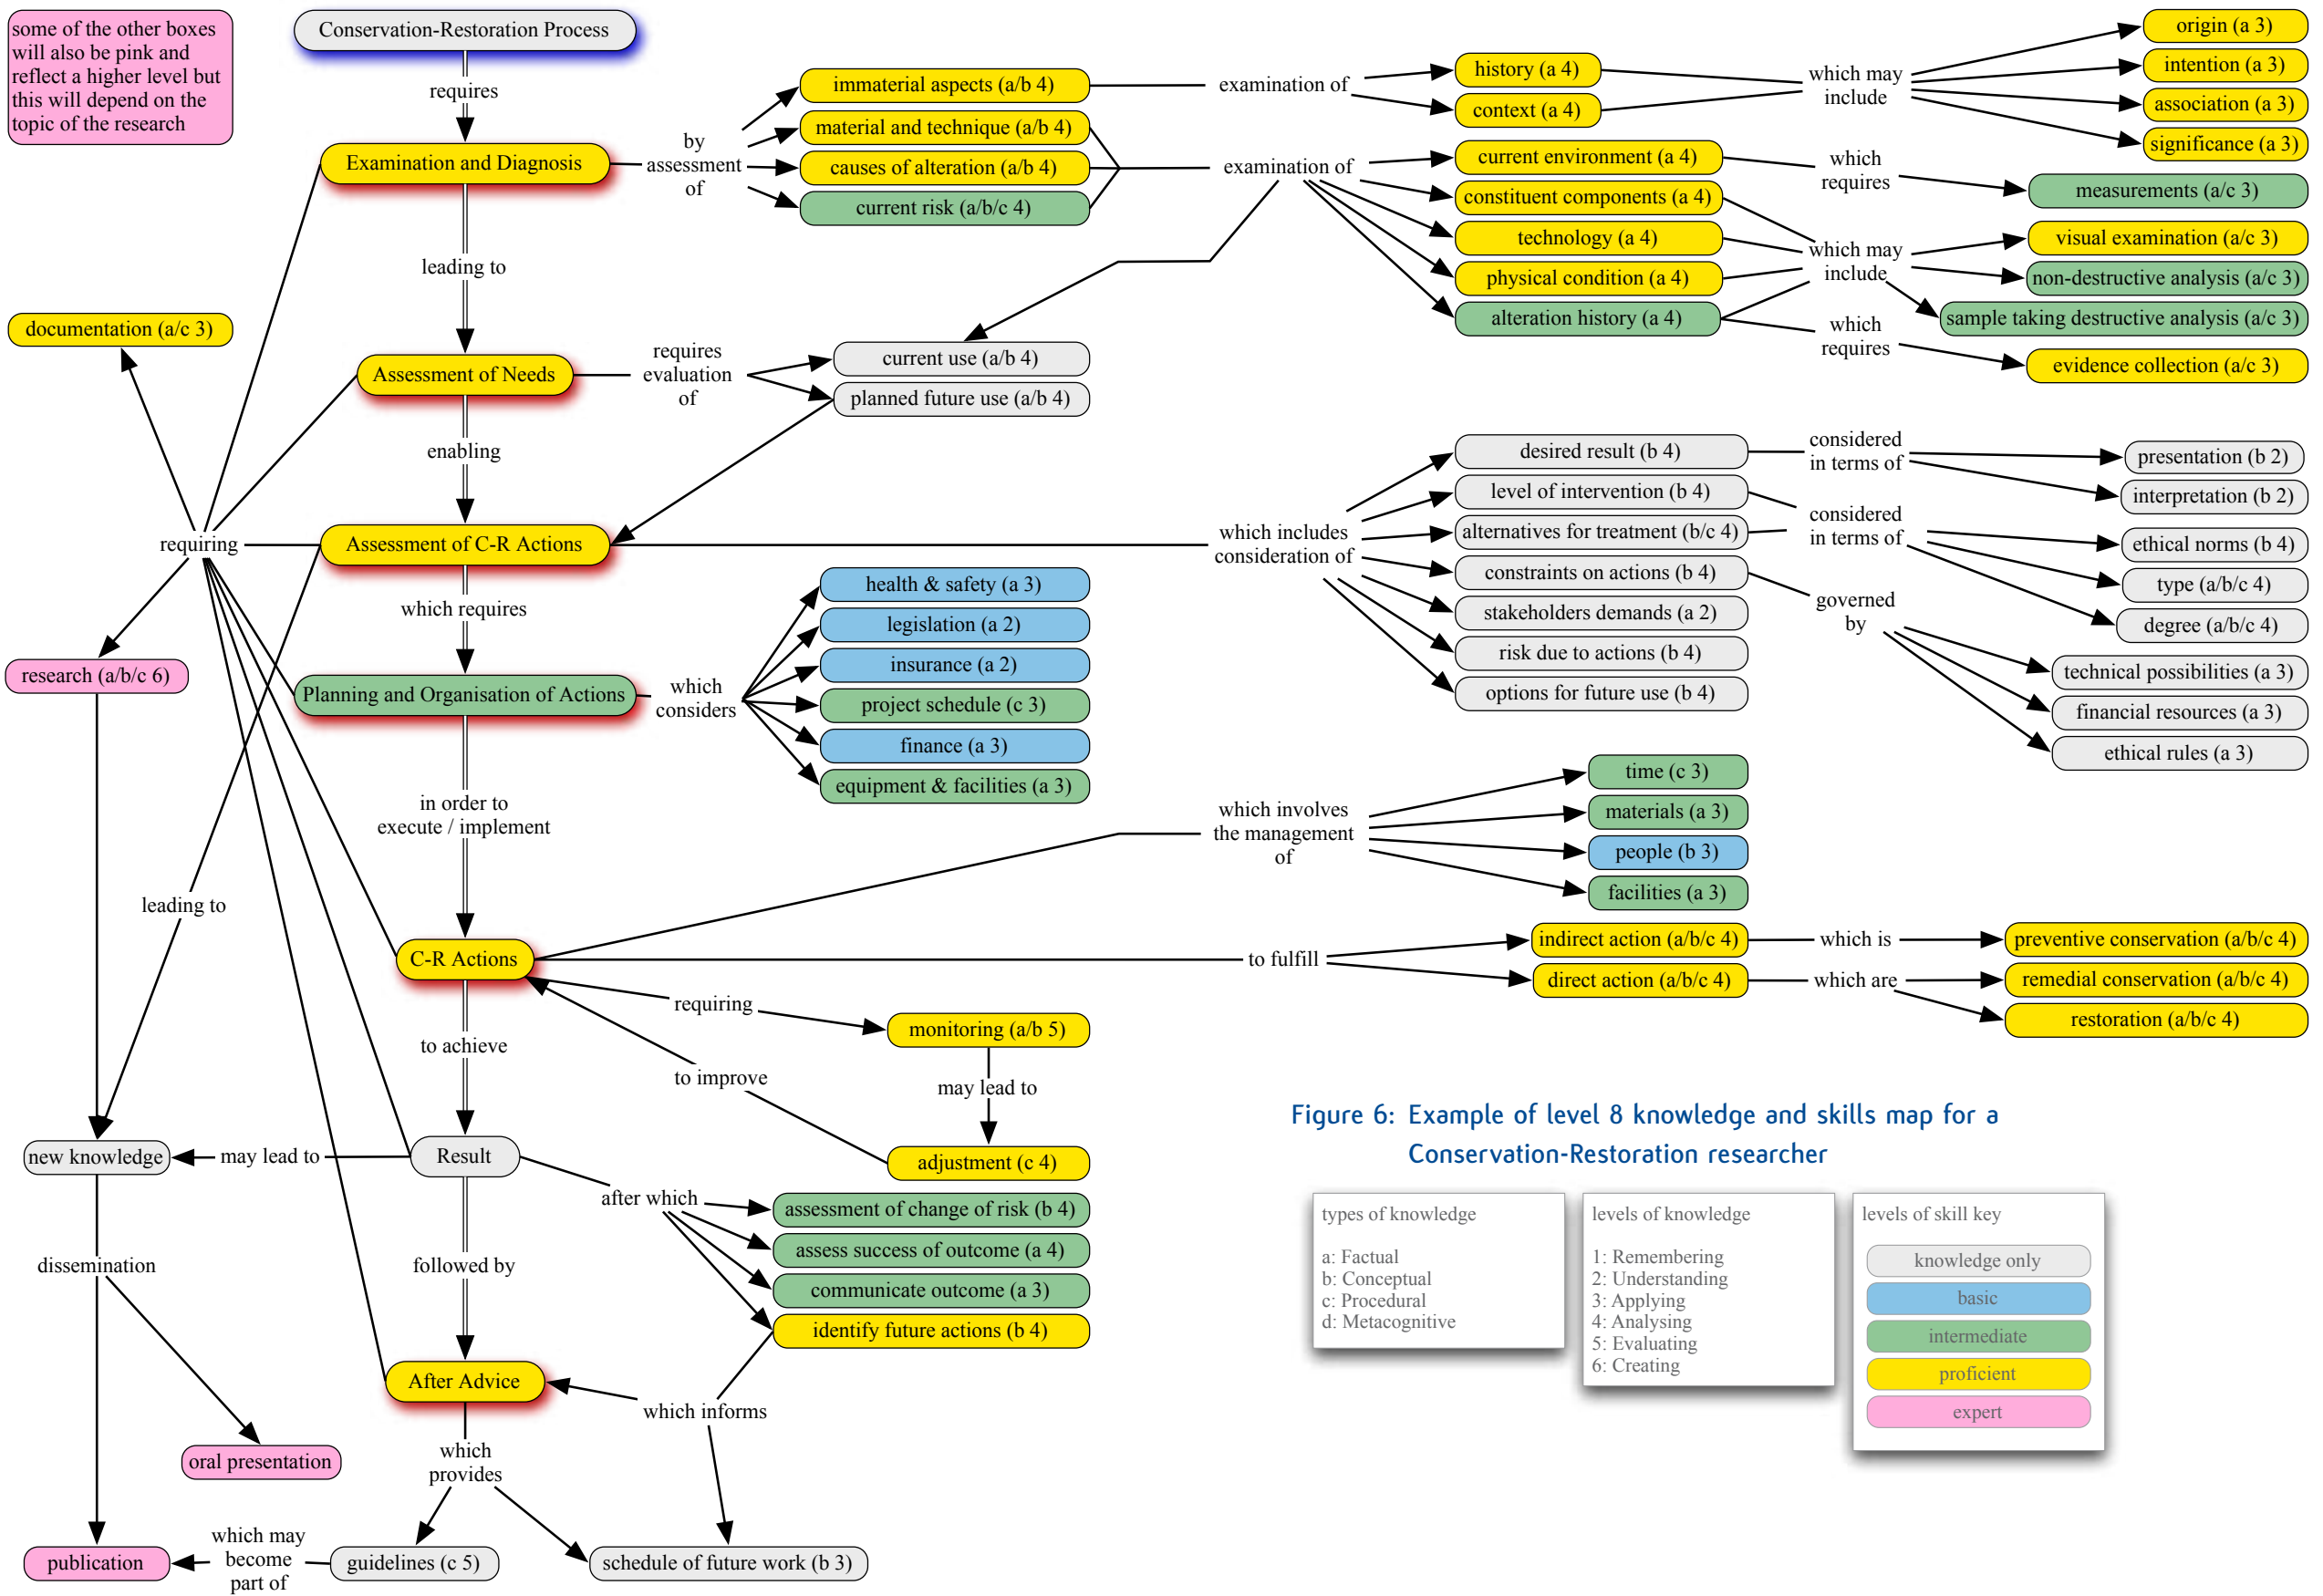 some of the other boxes
will also be pink and
reflect a higher level but
this will depend on the
topic of the research
Conservation-Restoration Process
requires
Examination and Diagnosis
by
assessment
of
immaterial aspects (a/b 4)
material and technique (a/b 4)
causes of alteration (a/b 4)
current risk (a/b/c 4)
examination of
history (a 4)
context (a 4)
which may
include
origin (a 3)
intention (a 3)
association (a 3)
significance (a 3)
examination of
current environment (a 4)
constituent components (a 4)
technology (a 4)
physical condition (a 4)
alteration history (a 4)
which
requires
measurements (a/c 3)
which may
include
visual examination (a/c 3)
non-destructive analysis (a/c 3)
sample taking destructive analysis (a/c 3)
which
requires
evidence collection (a/c 3)
leading to
documentation (a/c 3)
Assessment of Needs
requires
evaluation
of
current use (a/b 4)
planned future use (a/b 4)
enabling
requiring
Assessment of C-R Actions
which includes
consideration of
desired result (b 4)
level of intervention (b 4)
alternatives for treatment (b/c 4)
constraints on actions (b 4)
stakeholders demands (a 2)
risk due to actions (b 4)
options for future use (b 4)
considered
in terms of
presentation (b 2)
interpretation (b 2)
considered
in terms of
ethical norms (b 4)
type (a/b/c 4)
degree (a/b/c 4)
governed
by
technical possibilities (a 3)
financial resources (a 3)
ethical rules (a 3)
which requires
research (a/b/c 6)
Planning and Organisation of Actions
which
considers
health & safety (a 3)
legislation (a 2)
insurance (a 2)
project schedule (c 3)
finance (a 3)
equipment & facilities (a 3)
in order to
execute / implement
which involves
the management
of
time (c 3)
materials (a 3)
people (b 3)
facilities (a 3)
leading to
C-R Actions
to fulfill
indirect action (a/b/c 4)
direct action (a/b/c 4)
which is
preventive conservation (a/b/c 4)
which are
remedial conservation (a/b/c 4)
restoration (a/b/c 4)
requiring
monitoring (a/b 5)
to achieve
to improve
may lead to
adjustment (c 4)
new knowledge
may lead to
Result
after which
assessment of change of risk (b 4)
assess success of outcome (a 4)
communicate outcome (a 3)
identify future actions (b 4)
dissemination
followed by
After Advice
which informs
which
provides
oral presentation
publication
which may
become
part of
guidelines (c 5)
schedule of future work (b 3)
Figure 6: Example of level 8 knowledge and skills map for a
Conservation-Restoration researcher
types of knowledge
a: Factual
b: Conceptual
c: Procedural
d: Metacognitive
levels of knowledge
1: Remembering
2: Understanding
3: Applying
4: Analysing
5: Evaluating
6: Creating
levels of skill key
knowledge only
basic
intermediate
proficient
expert